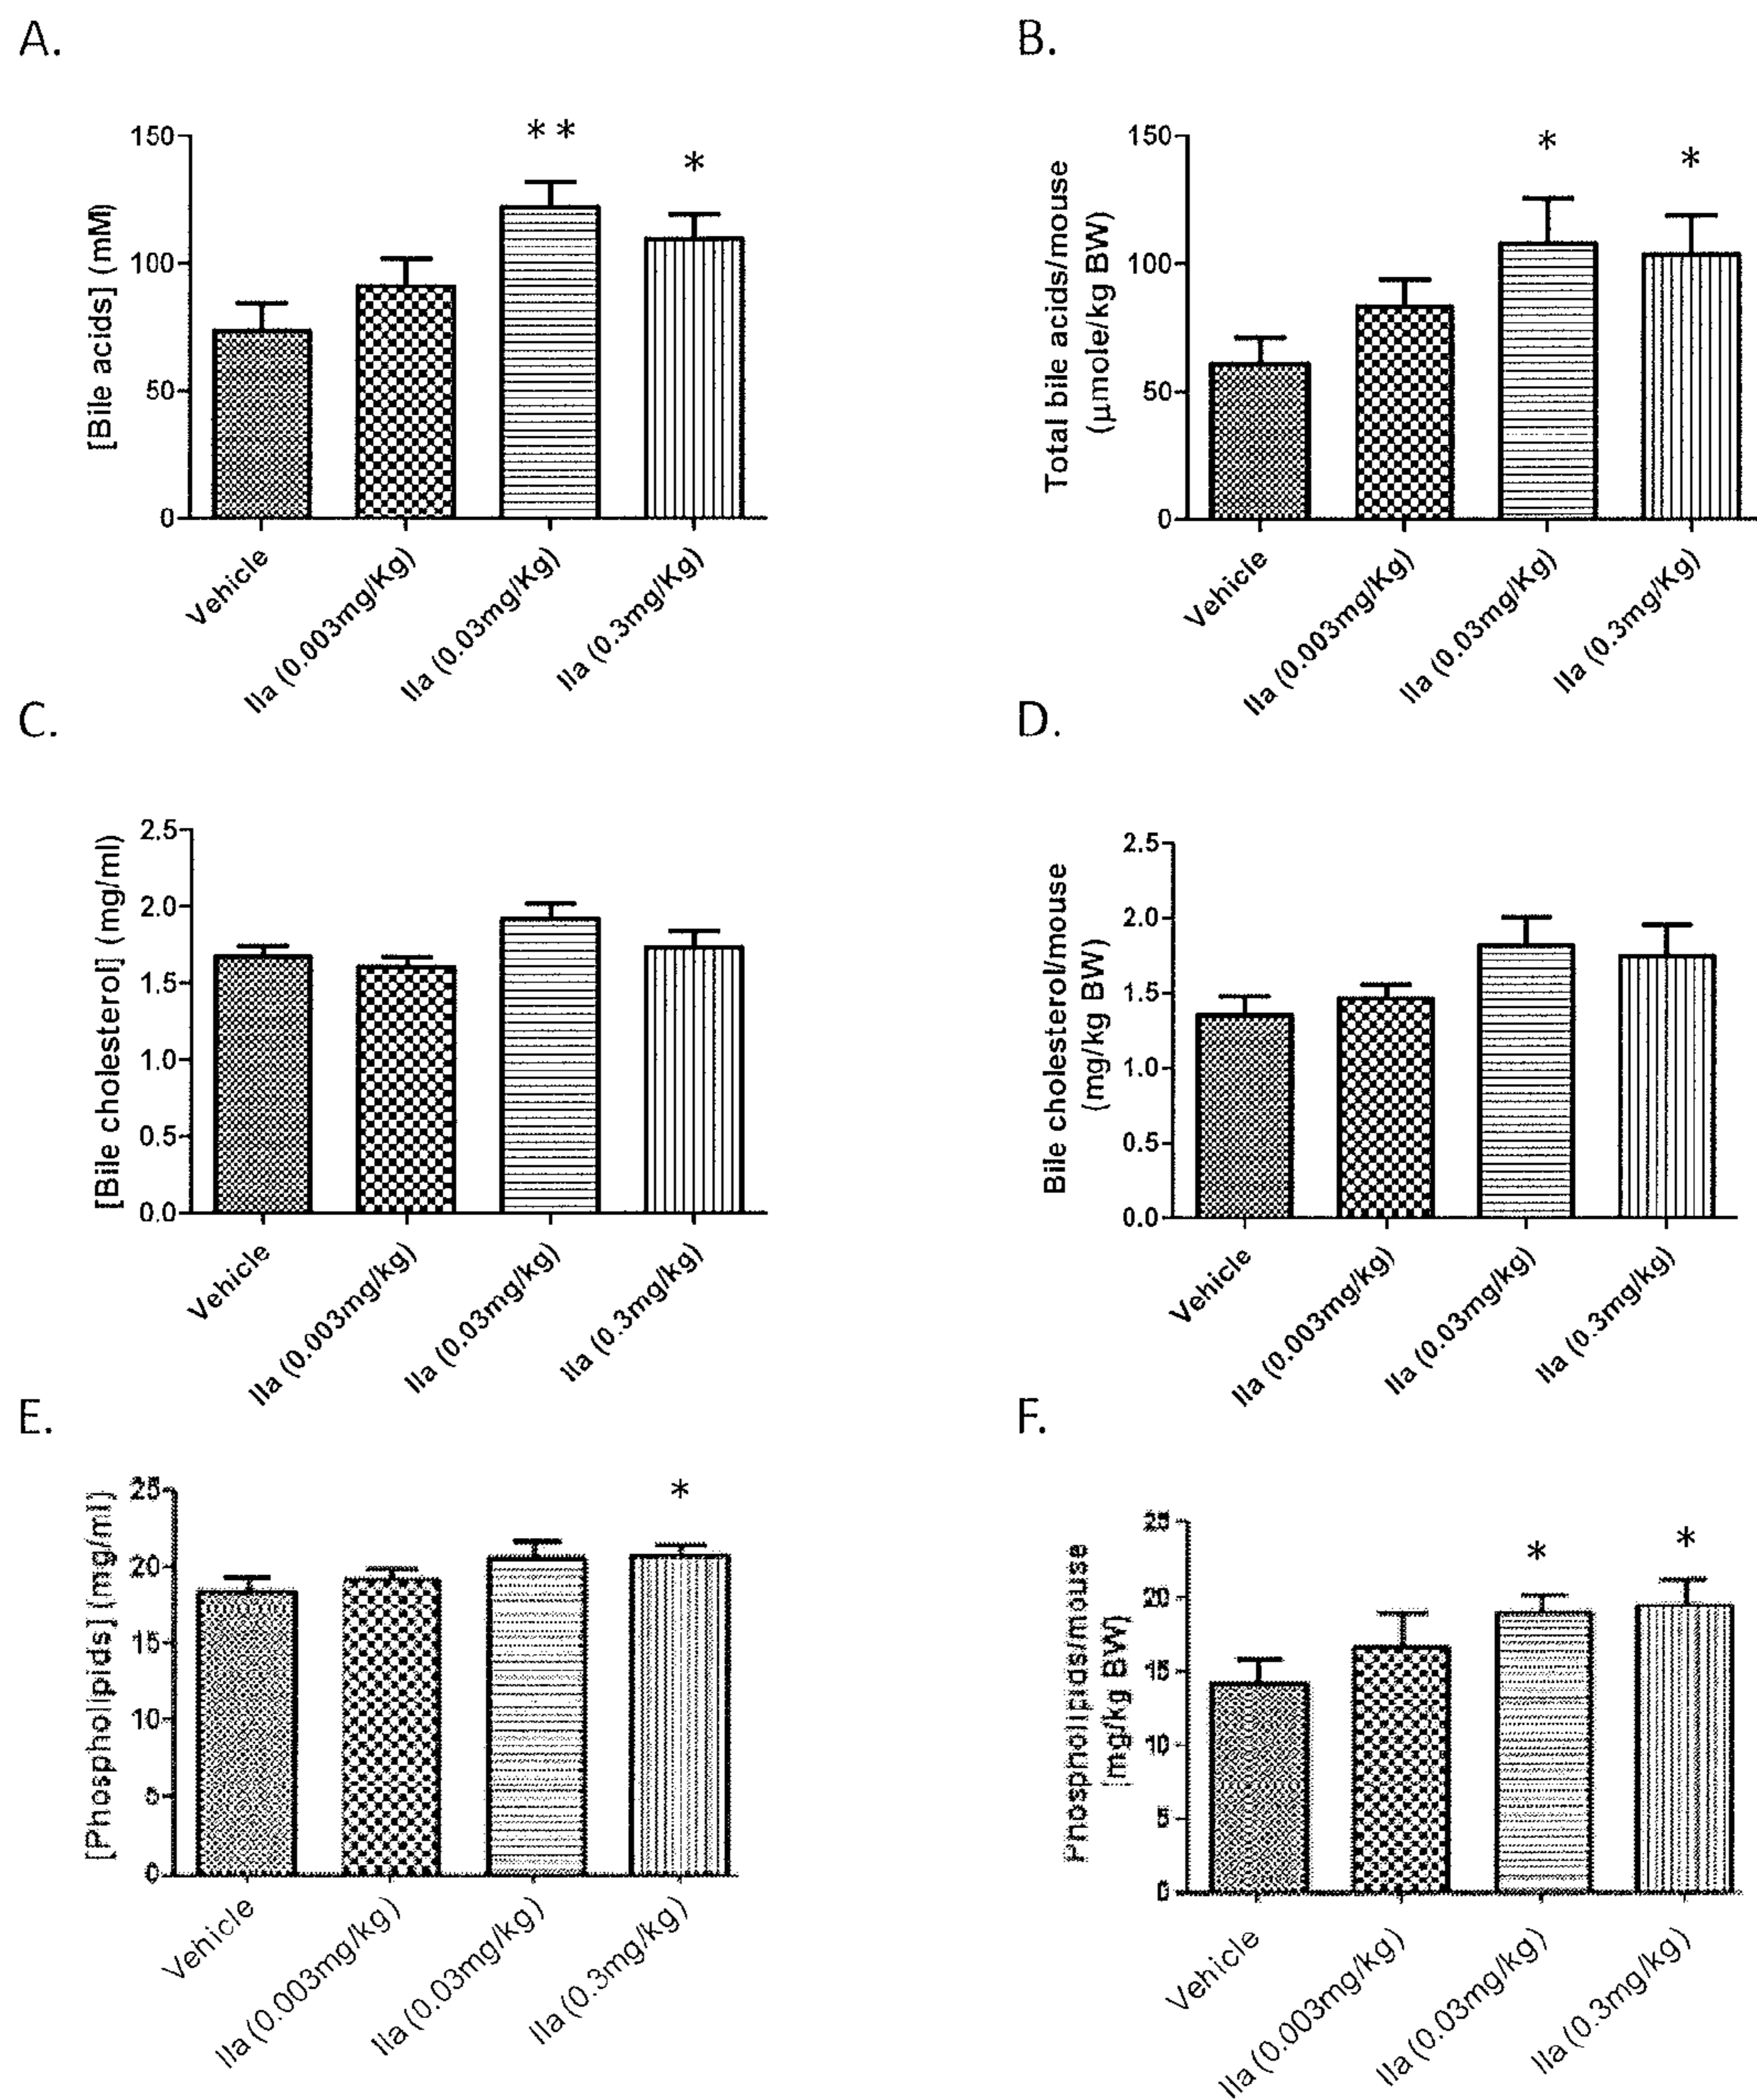 A.
[Bile acids] (mM)
150
100
50
0
**
*
Vehicle
IIa (0.003mg/Kg)
IIa (0.03mg/Kg)
IIa (0.3mg/Kg)
B.
Total bile acids/mouse
(μmole/kg BW)
150
100
50
0
*
*
Vehicle
IIa (0.003mg/Kg)
IIa (0.03mg/Kg)
IIa (0.3mg/Kg)
C.
[Bile cholesterol] (mg/ml)
2.5
2.0
1.5
1.0
0.5
0.0
Vehicle
IIa (0.003mg/kg)
IIa (0.03mg/kg)
IIa (0.3mg/kg)
D.
Bile cholesterol/mouse
(mg/kg BW)
2.5
2.0
1.5
1.0
0.5
0.0
Vehicle
IIa (0.003mg/kg)
IIa (0.03mg/kg)
IIa (0.3mg/kg)
E.
[Phospholipids] (mg/ml)
25
20
15
10
5
0
*
Vehicle
IIa (0.003mg/kg)
IIa (0.03mg/kg)
IIa (0.3mg/kg)
F.
Phospholipids/mouse
(mg/kg BW)
25
20
15
10
5
0
*
*
Vehicle
IIa (0.003mg/kg)
IIa (0.03mg/kg)
IIa (0.3mg/kg)